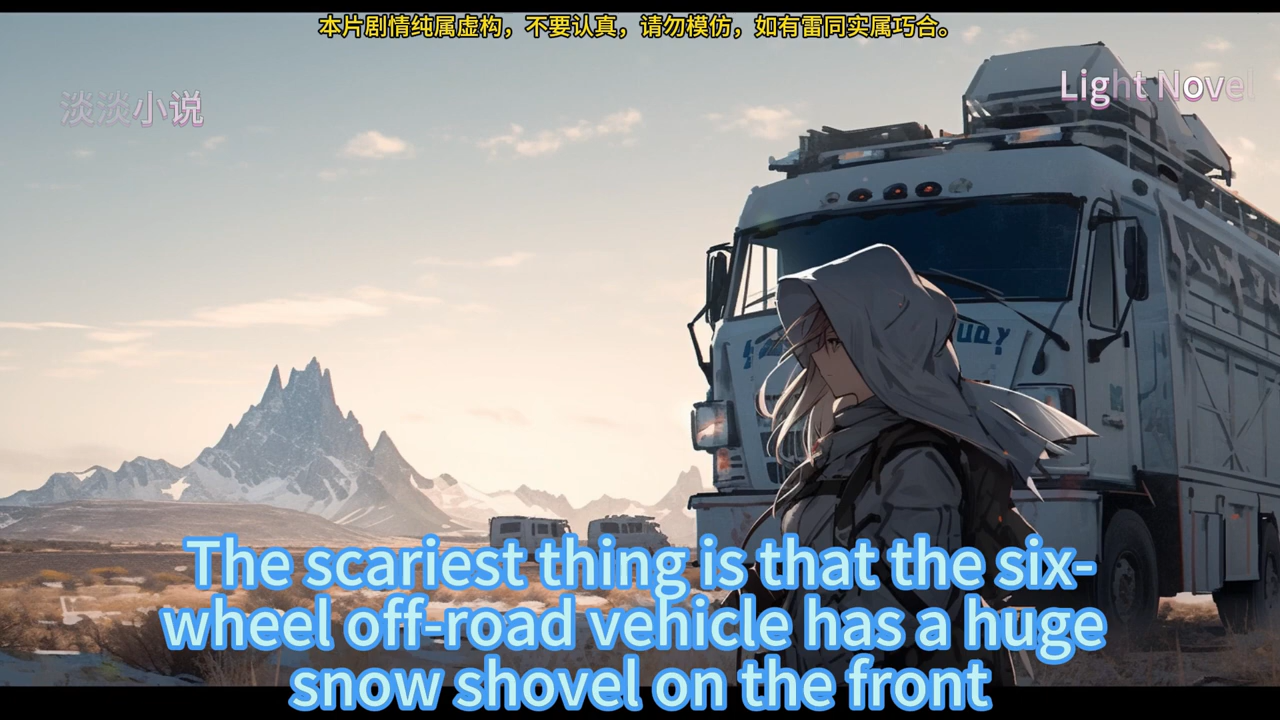 本片剧情纯属虚构，不要认真，请勿模仿，如有雷同实属巧合。
淡淡小说
Light Novel
The scariest thing is that the six-
wheel off-road vehicle has a huge
snow shovel on the front